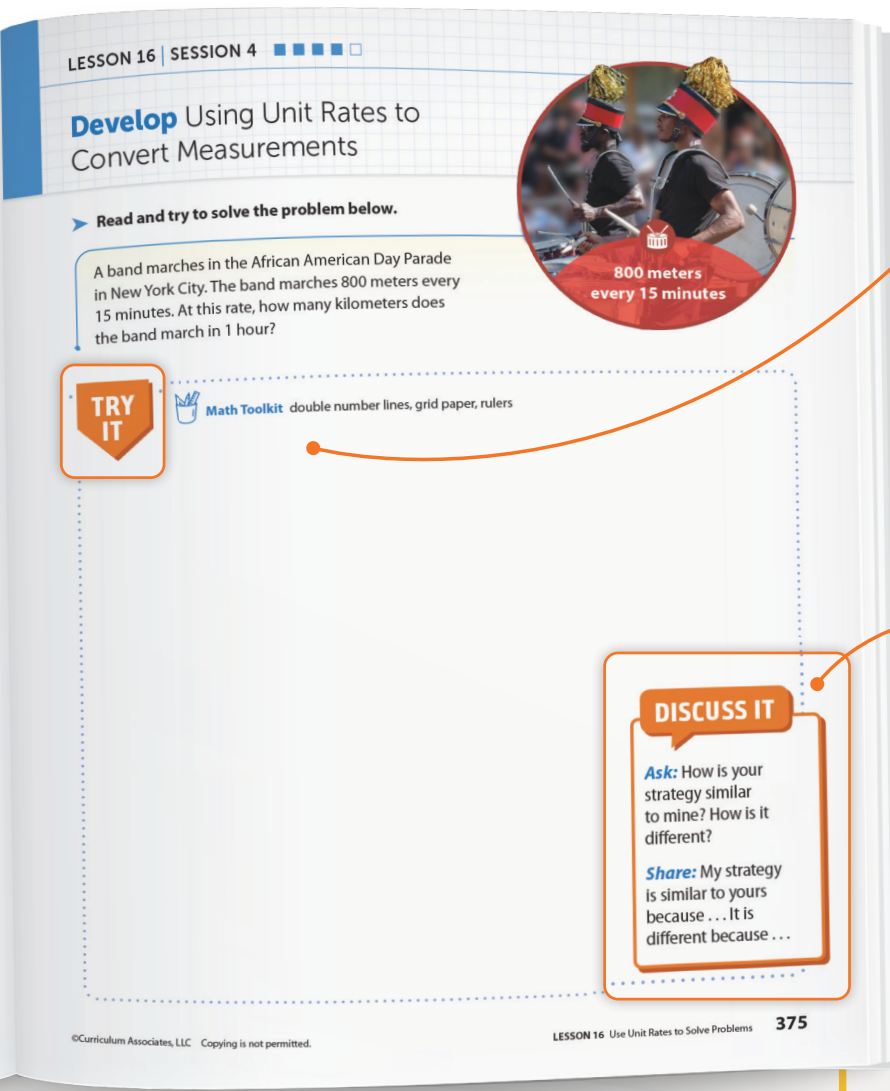 LESSON 16 | SESSION 4
Develop Using Unit Rates to
Convert Measurements
Read and try to solve the problem below.
A band marches in the African American Day Parade
in New York City. The band marches 800 meters every
15 minutes. At this rate, how many kilometers does
the band march in 1 hour?
800 meters
every 15 minutes
TRY
IT
Math Toolkit double number lines, grid paper, rulers
DISCUSS IT
Ask: How is your
strategy similar
to mine? How is it
different?
Share: My strategy
is similar to yours
because . . . It is
different because . . .
©Curriculum Associates, LLC Copying is not permitted.
LESSON 16 Use Unit Rates to Solve Problems 375